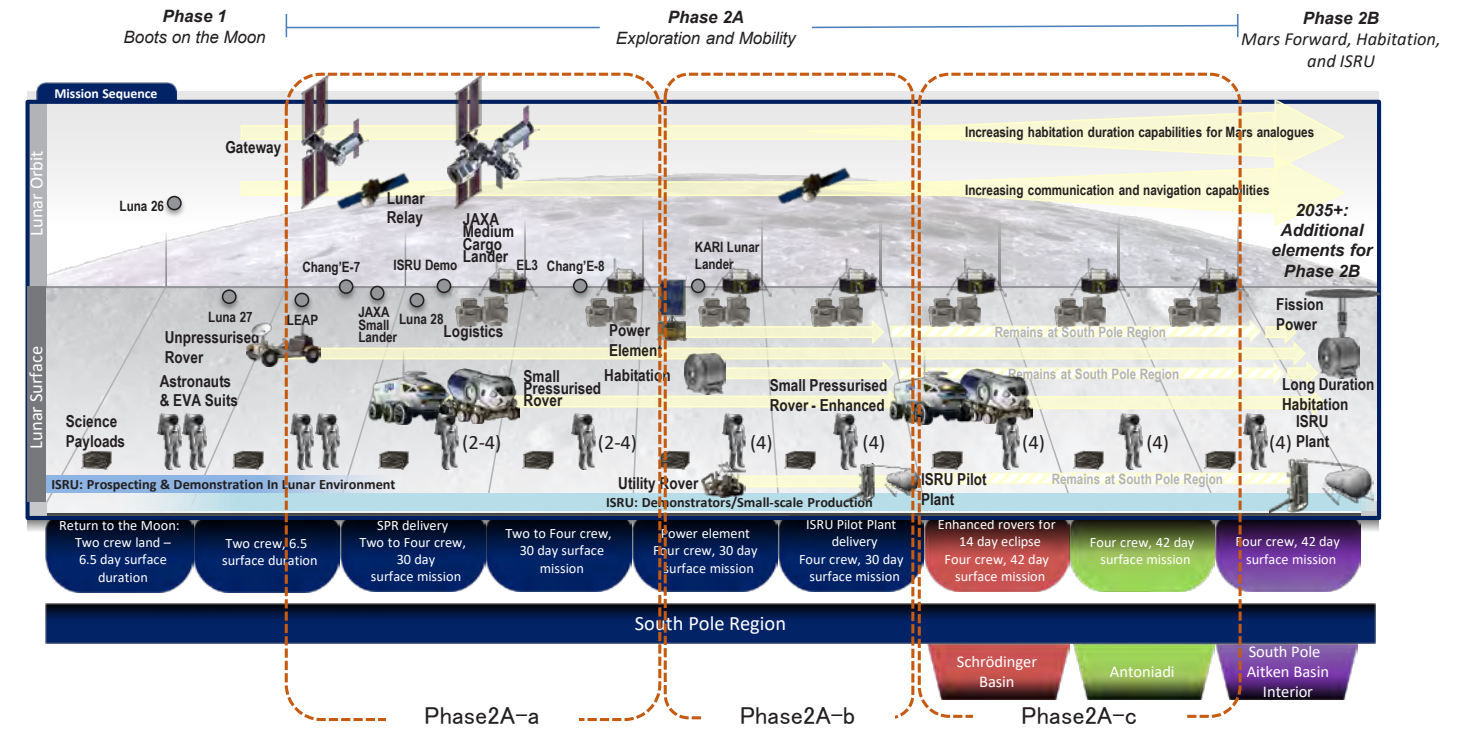 Phase 1
Boots on the Moon
Phase 2A
Exploration and Mobility
Phase 2B
Mars Forward, Habitation,
and ISRU
Mission Sequence
Lunar Orbit
Gateway
Increasing habitation duration capabilities for Mars analogues
Luna 26
Lunar
Relay
Increasing communication and navigation capabilities
2035+:
Additional
elements for
Phase 2B
JAXA
Medium
Cargo
Lander
KARI Lunar
Lander
Chang'E-7
ISRU Demo
EL3
Chang'E-8
Lunar Surface
Luna 27
LEAP
JAXA
Small
Lander
Luna 28
Logistics
Fission
Power
Unpressurised
Rover
Power
Element
Remains at South Pole Region
Habitation
Remains at South Pole Region
Astronauts
& EVA Suits
Small
Pressurised
Rover
Small Pressurised
Rover - Enhanced
Long Duration
Habitation
ISRU
Plant
Science
Payloads
(2-4)
(2-4)
(4)
(4)
(4)
(4)
(4)
ISRU: Prospecting & Demonstration In Lunar Environment
Utility Rover
ISRU Pilot
Plant
Remains at South Pole Region
ISRU: Demonstrators/Small-scale Production
Return to the Moon:
Two crew land –
6.5 day surface
duration
Two crew, 6.5
surface duration
SPR delivery
Two to Four crew,
30 day
surface mission
Two to Four crew,
30 day surface
mission
Power element
Four crew, 30 day
surface mission
ISRU Pilot Plant
delivery
Four crew, 30 day
surface mission
Enhanced rovers for
14 day eclipse
Four crew, 42 day
surface mission
Four crew, 42 day
surface mission
Four crew, 42 day
surface mission
South Pole Region
Schrödinger
Basin
Antoniadi
South Pole
Aitken Basin
Interior
Phase2A-a
Phase2A-b
Phase2A-c